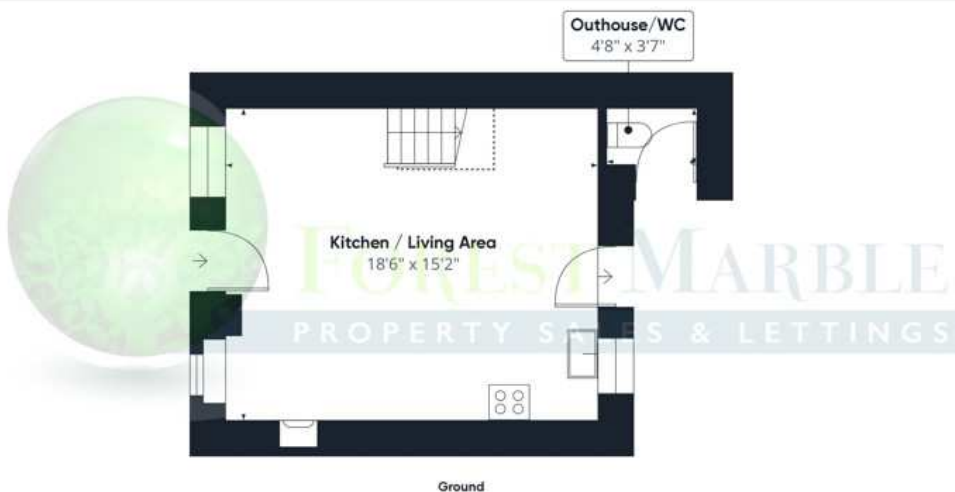 Outhouse/WC
4'8" x 3'7"
Kitchen / Living Area
18'6" x 15'2"
FOREST MARBLE
PROPERTY SALES & LETTINGS
Ground